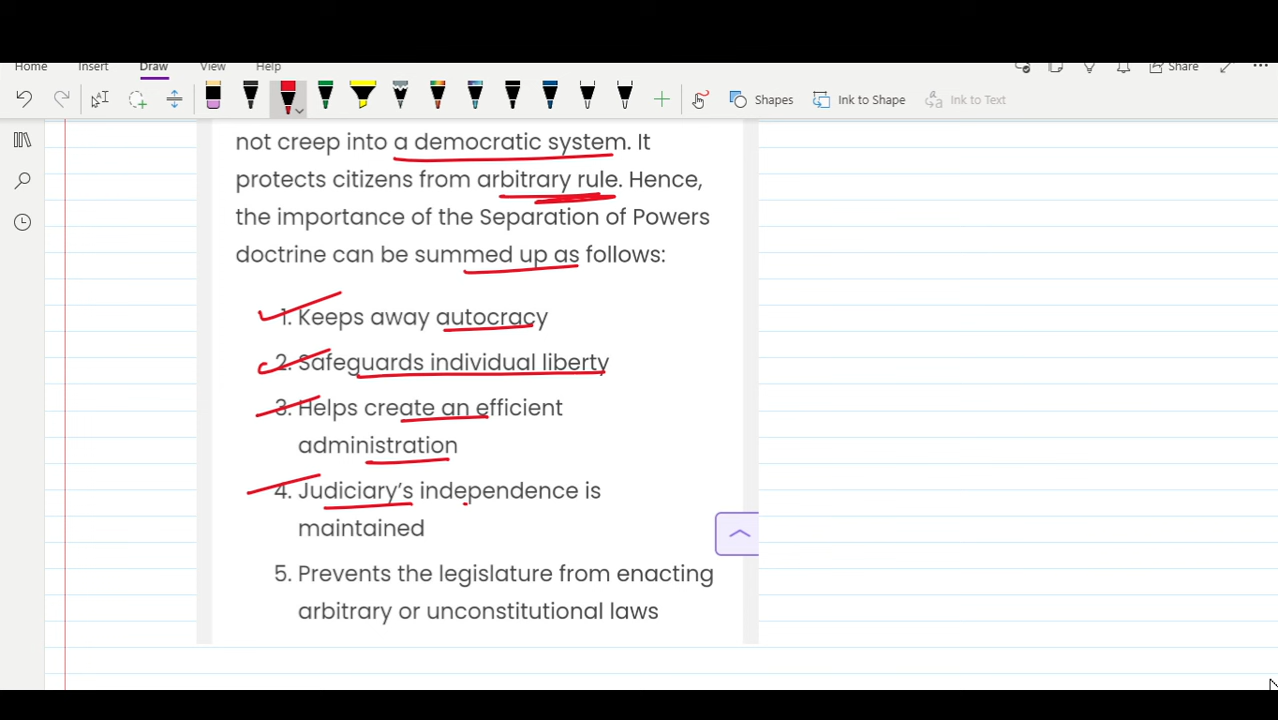 Home Insert Draw View Help Share
Shapes Ink to Shape Ink to Text
not creep into a democratic system. It
protects citizens from arbitrary rule. Hence,
the importance of the Separation of Powers
doctrine can be summed up as follows:
1. Keeps away autocracy
2. Safeguards individual liberty
3. Helps create an efficient
administration
4. Judiciary’s independence is
maintained
5. Prevents the legislature from enacting
arbitrary or unconstitutional laws